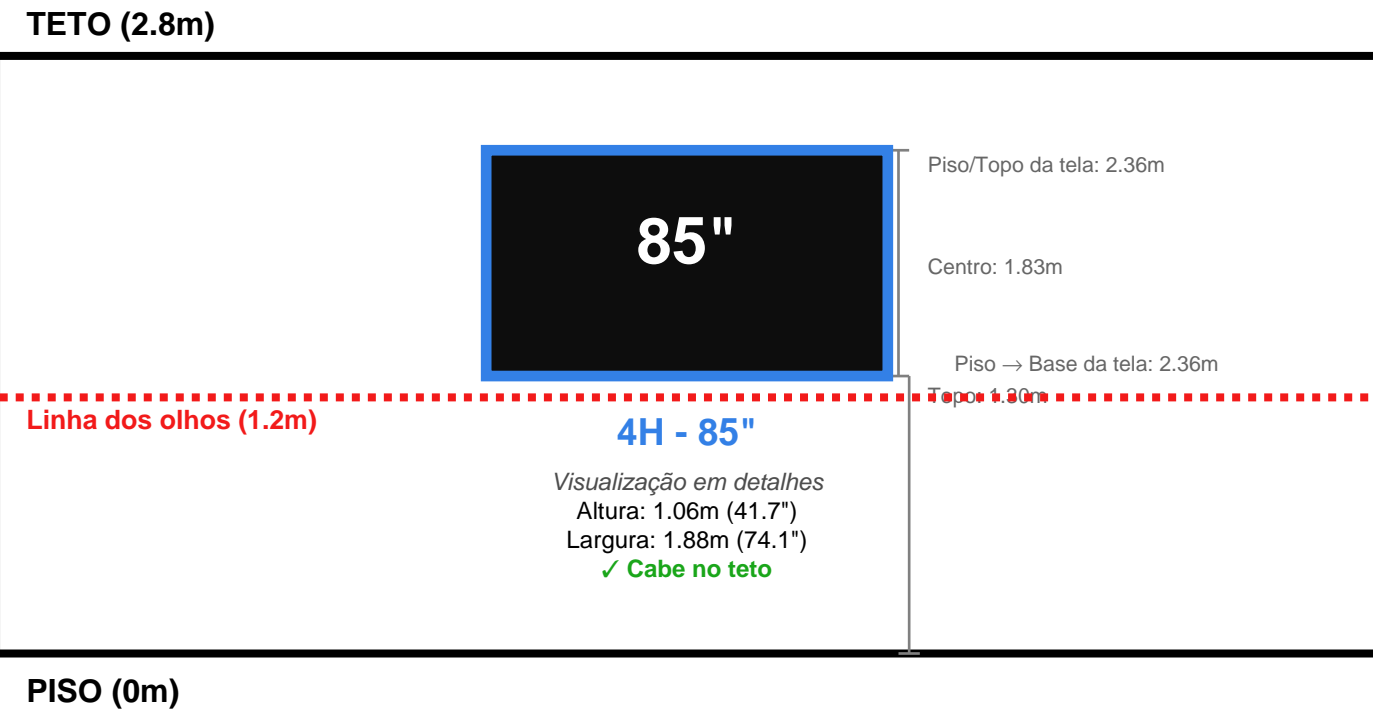 TETO (2.8m)
85"
Piso/Topo da tela: 2.36m
Centro: 1.83m
Piso → Base da tela: 2.36m
Topo: 1.30m
Linha dos olhos (1.2m)
4H - 85"
Visualização em detalhes
Altura: 1.06m (41.7")
Largura: 1.88m (74.1")
✓ Cabe no teto
PISO (0m)